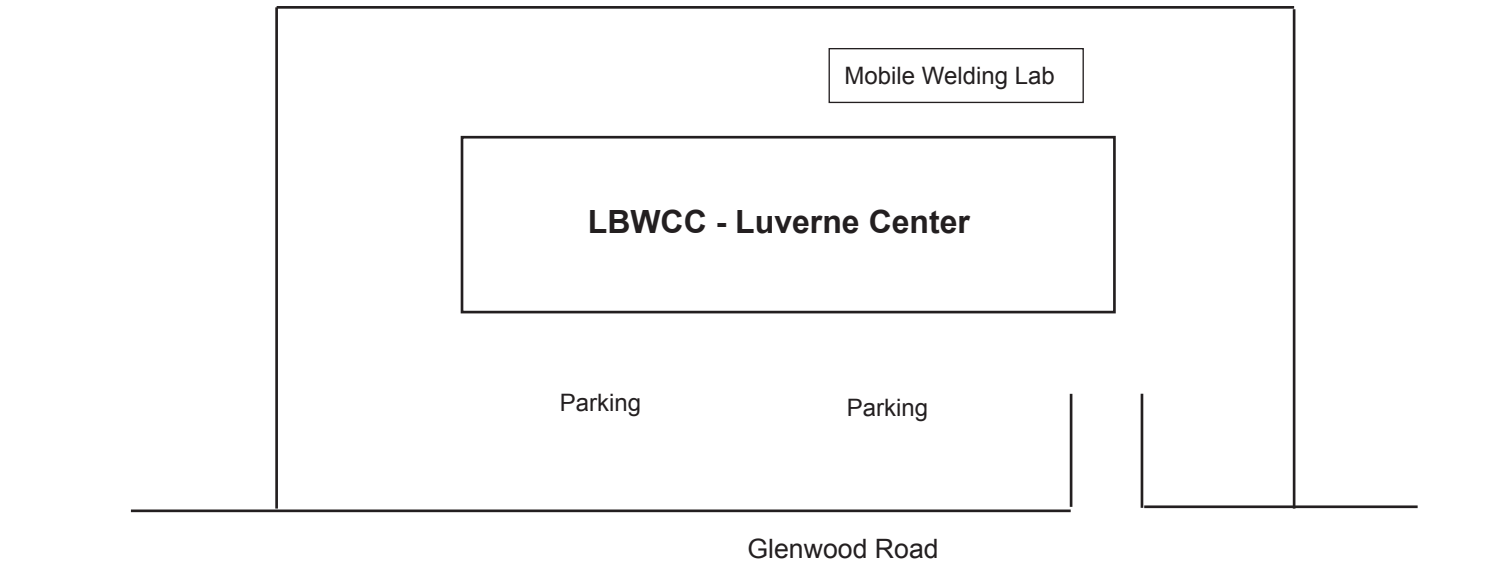 Mobile Welding Lab
LBWCC - Luverne Center
Parking
Parking
Glenwood Road